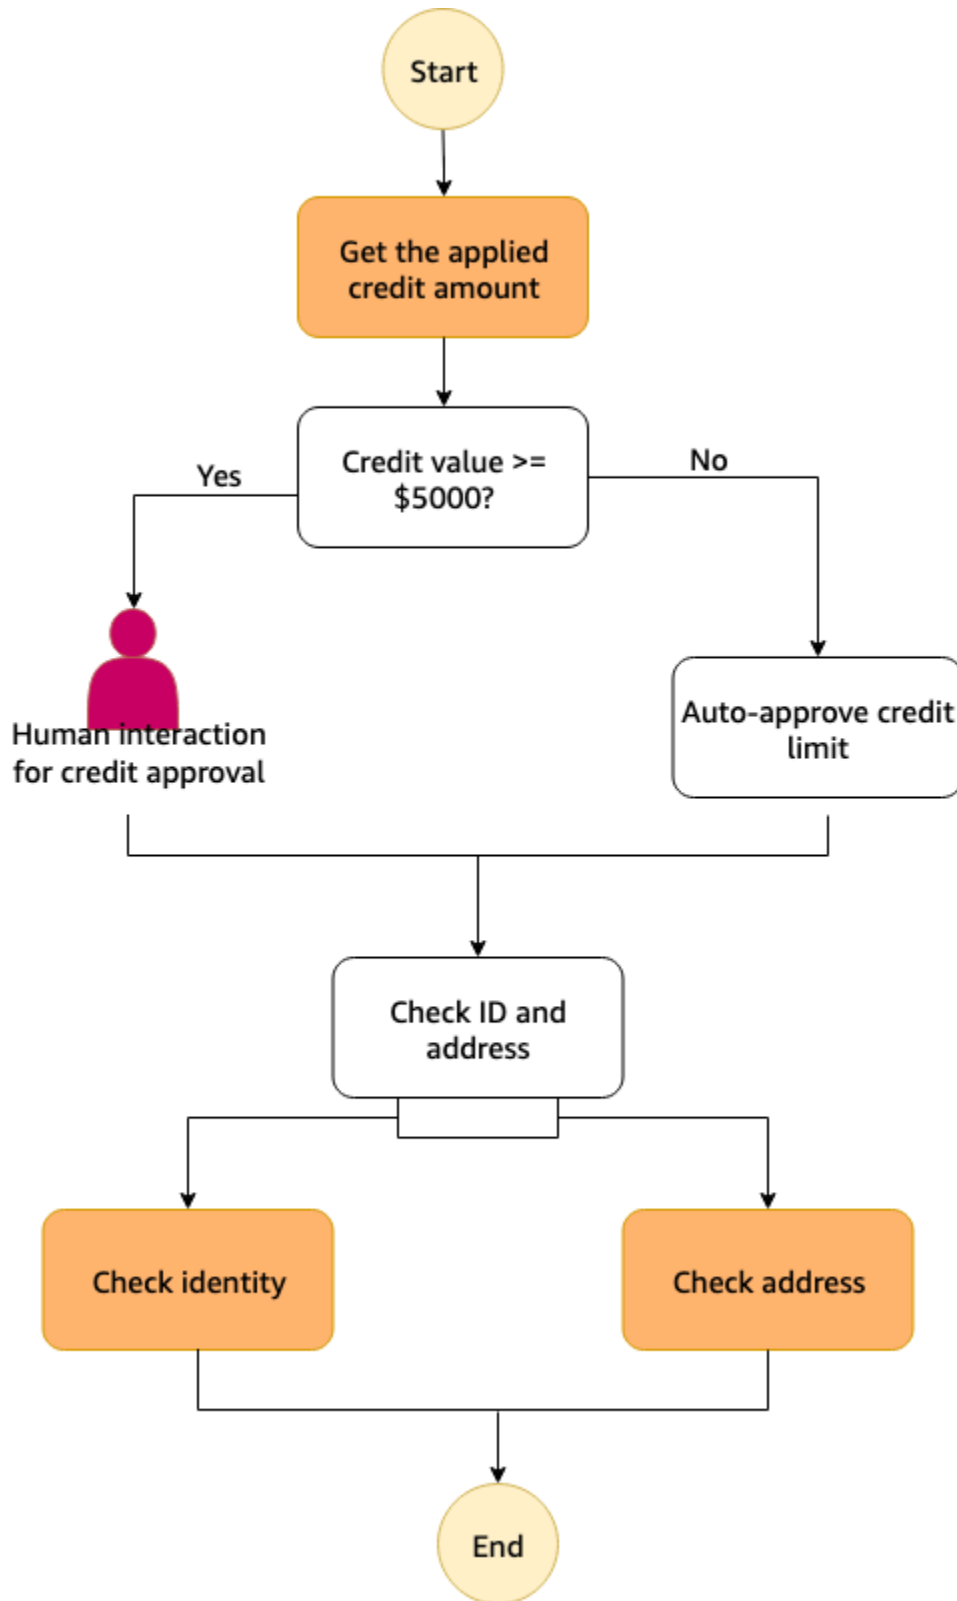 Start
Get the applied
credit amount
Credit value >=
$5000?
Yes
No
Human interaction
for credit approval
Auto-approve credit
limit
Check ID and
address
Check identity
Check address
End